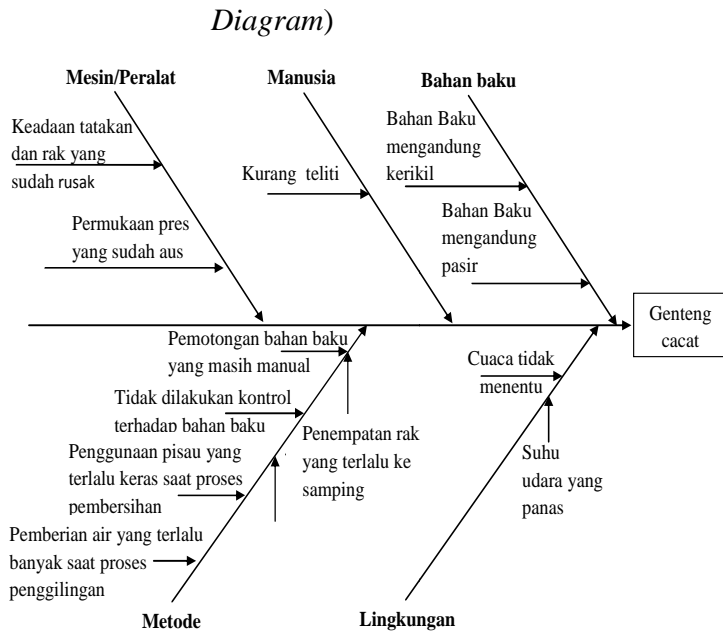 Diagram)
Mesin/Peralat
Manusia
Bahan baku
Keadaan tatakan
dan rak yang
sudah rusak
Permukaan pres
yang sudah aus
Kurang teliti
Bahan Baku
mengandung
kerikil
Bahan Baku
mengandung
pasir
Genteng
cacat
Pemotongan bahan baku
yang masih manual
Tidak dilakukan kontrol
terhadap bahan baku
Penggunaan pisau yang
terlalu keras saat proses
pembersihan
Pemberian air yang terlalu
banyak saat proses
penggilingan
Penempatan rak
yang terlalu ke
samping
Cuaca tidak
menentu
Suhu
udara yang
panas
Metode
Lingkungan